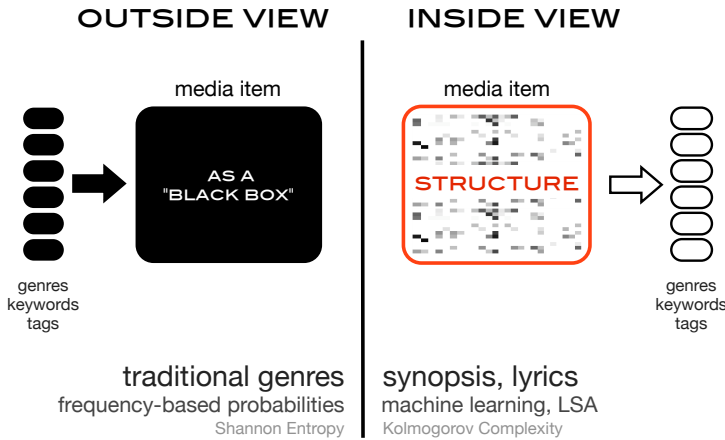 OUTSIDE VIEW
INSIDE VIEW
media item
media item
AS A
"BLACK BOX"
STRUCTURE
genres
keywords
tags
genres
keywords
tags
traditional genres
frequency-based probabilities
Shannon Entropy
synopsis, lyrics
machine learning, LSA
Kolmogorov Complexity